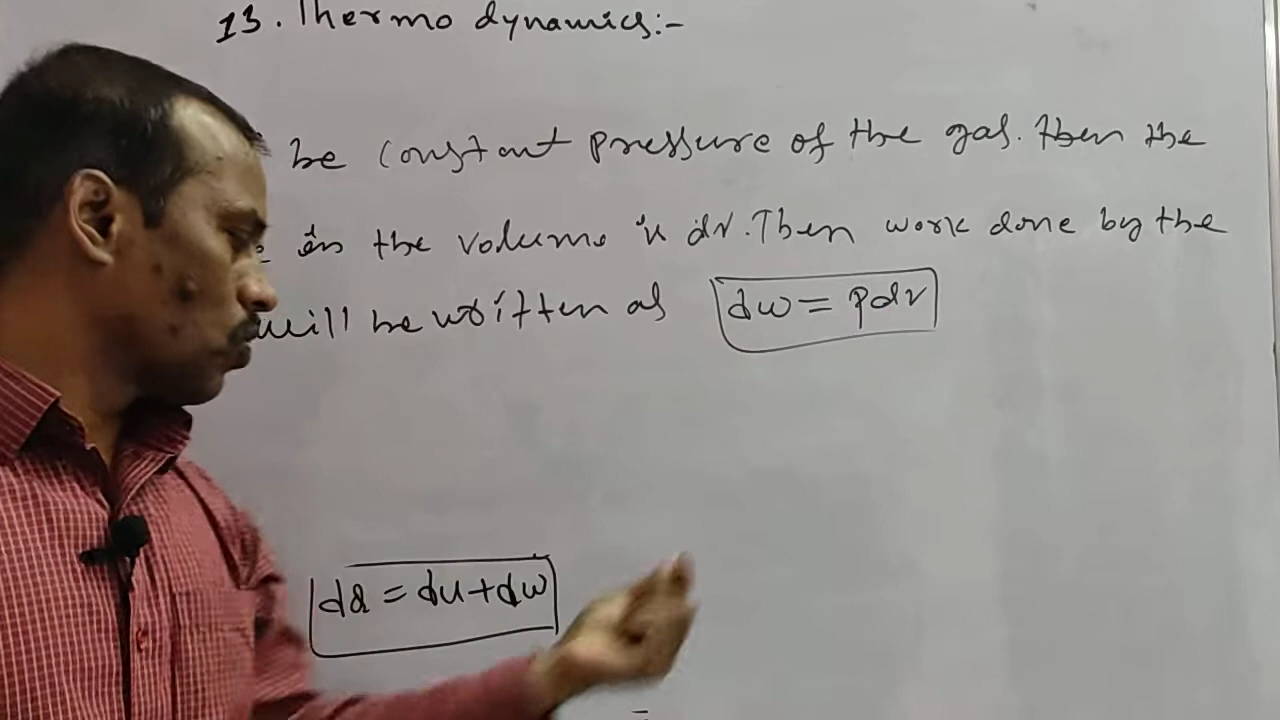 13. Thermo dynamics:-
be constant pressure of the gas. then the
in the volume is dv. Then work done by the
will be written as dw = pdv
dQ = du + dw